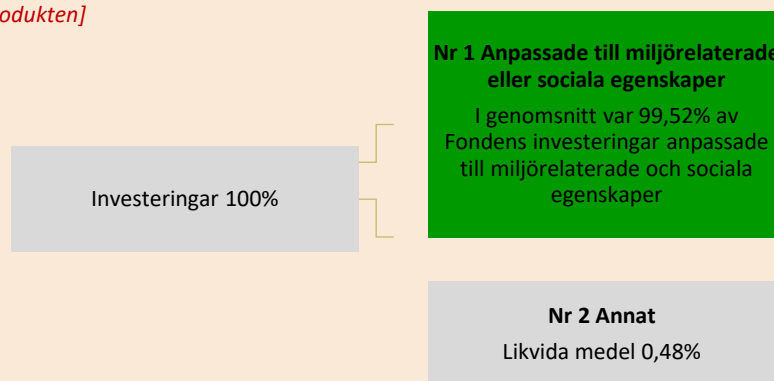 odukten]
Nr 1 Anpassade till miljörelaterade
eller sociala egenskaper
I genomsnitt var 99,52% av
Fondens investeringar anpassade
till miljörelaterade och sociala
egenskaper
Investeringar 100%
Nr 2 Annat
Likvida medel 0,48%